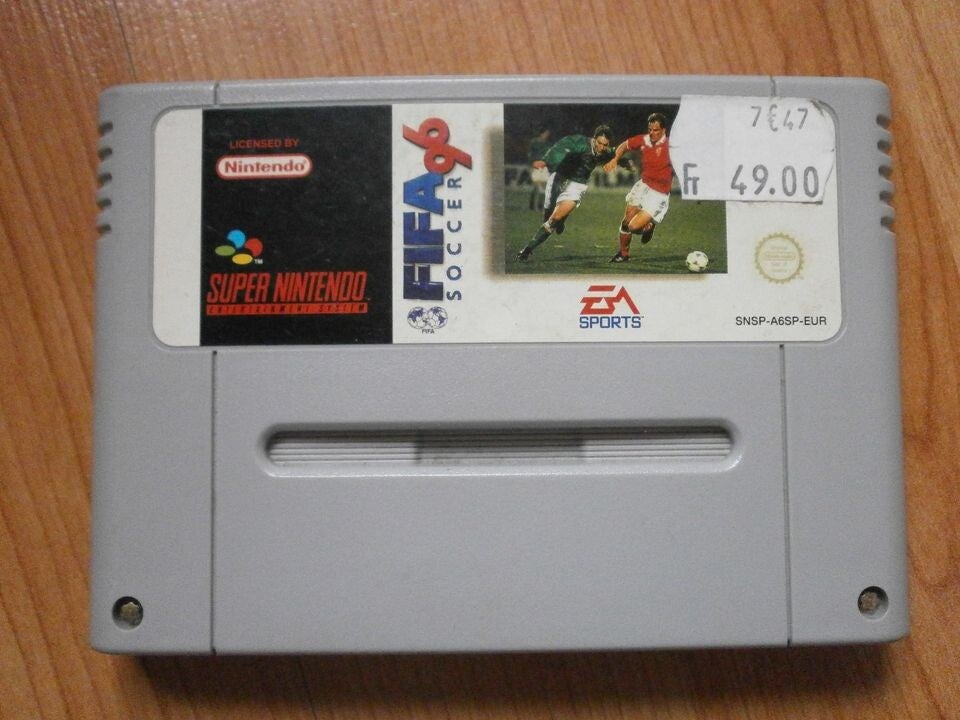 LICENSED BY
Nintendo
TM
SUPER NINTENDO
ENTERTAINMENT SYSTEM
FIFA 96
SOCCER
FIFA
7€47
Fr 49.00
EA
SPORTS
SNSP-A6SP-EUR